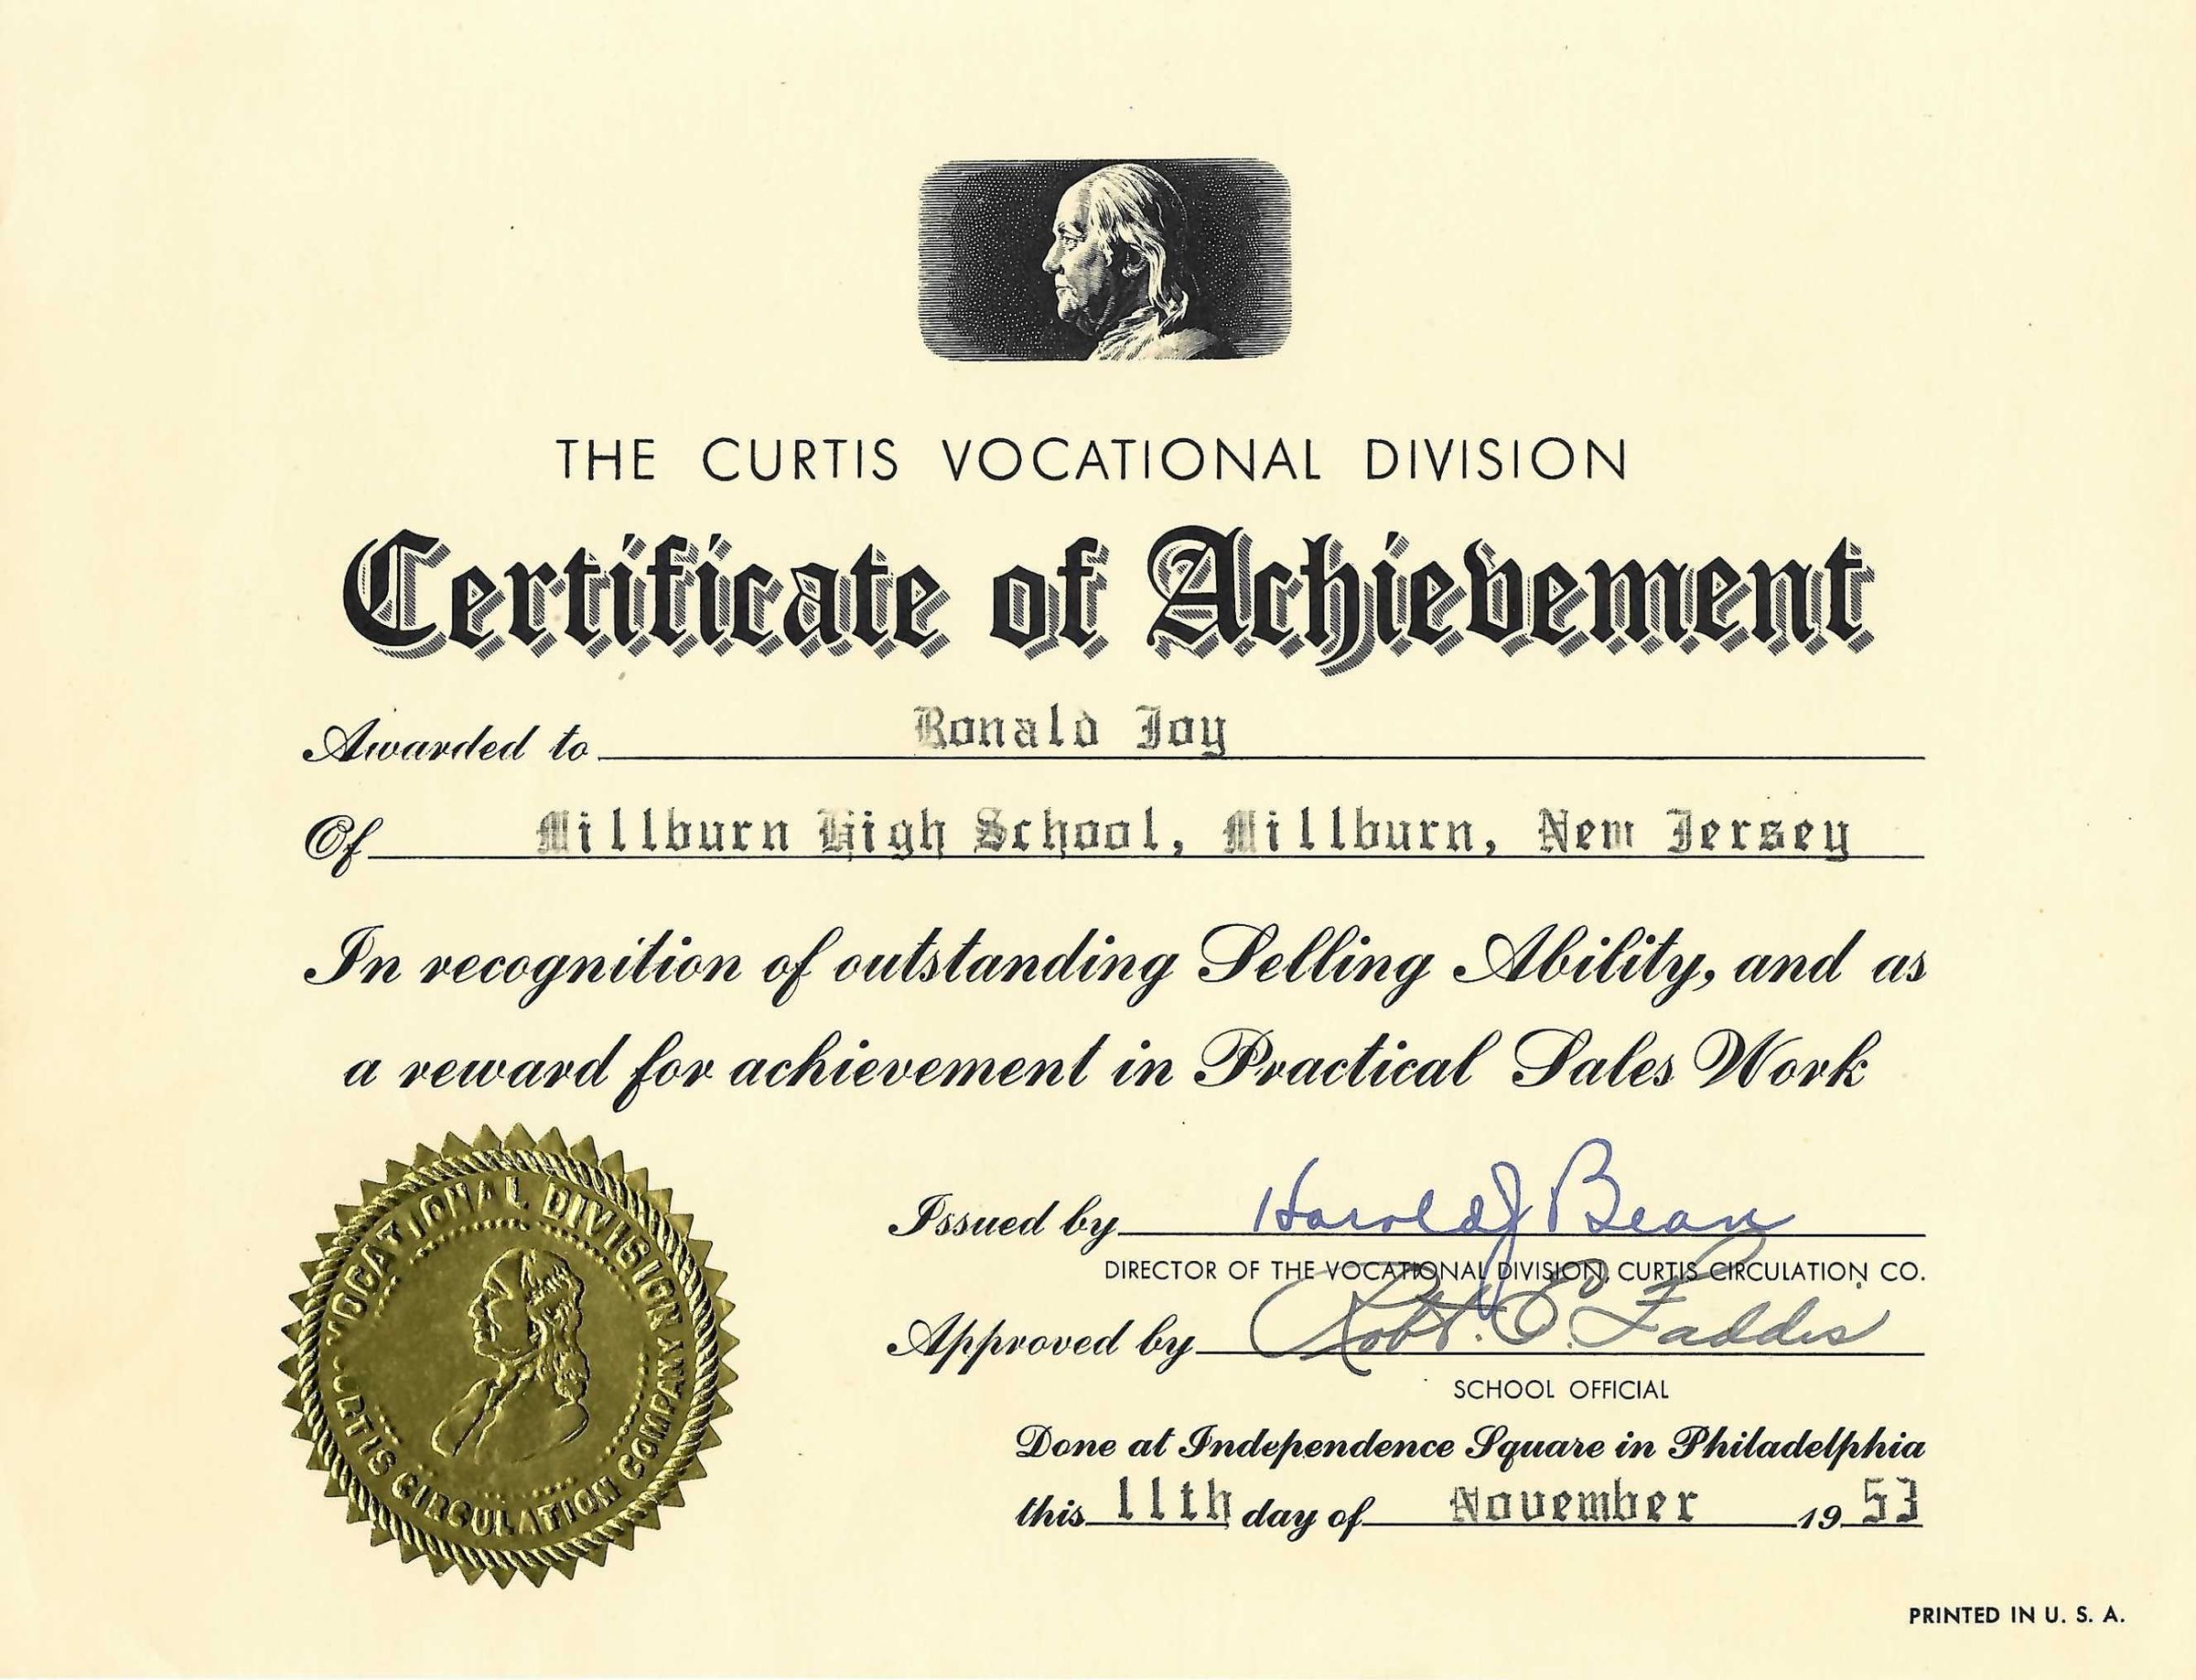 THE CURTIS VOCATIONAL DIVISION
Certificate of Achievement
Awarded to Ronald Joy
Of Millburn High School, Millburn, New Jersey
In recognition of outstanding Selling Ability, and as
a reward for achievement in Practical Sales Work
Issued by Harold J Bean
DIRECTOR OF THE VOCATIONAL DIVISION, CURTIS CIRCULATION CO.
Approved by Robt. E. Faddis
SCHOOL OFFICIAL
Done at Independence Square in Philadelphia
this 11th day of November 1953
VOCATIONAL DIVISION
CURTIS CIRCULATION COMPANY
PRINTED IN U. S. A.